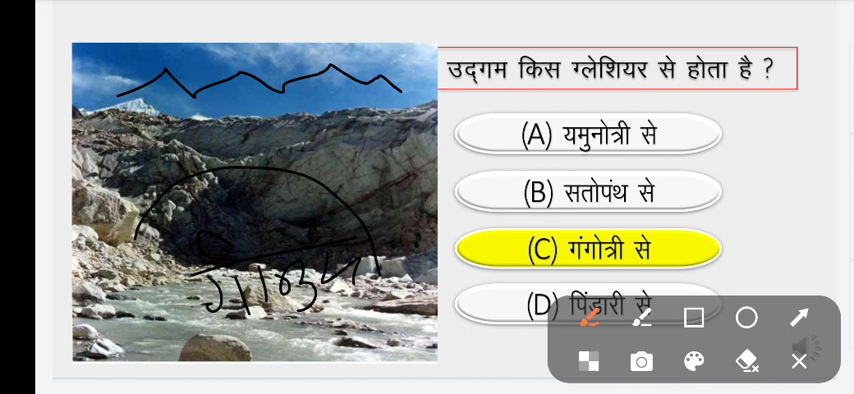 उद्गम किस ग्लेशियर से होता है ?
(A) यमुनोत्री से
(B) सतोपंथ से
(C) गंगोत्री से
(D) पिंडारी से